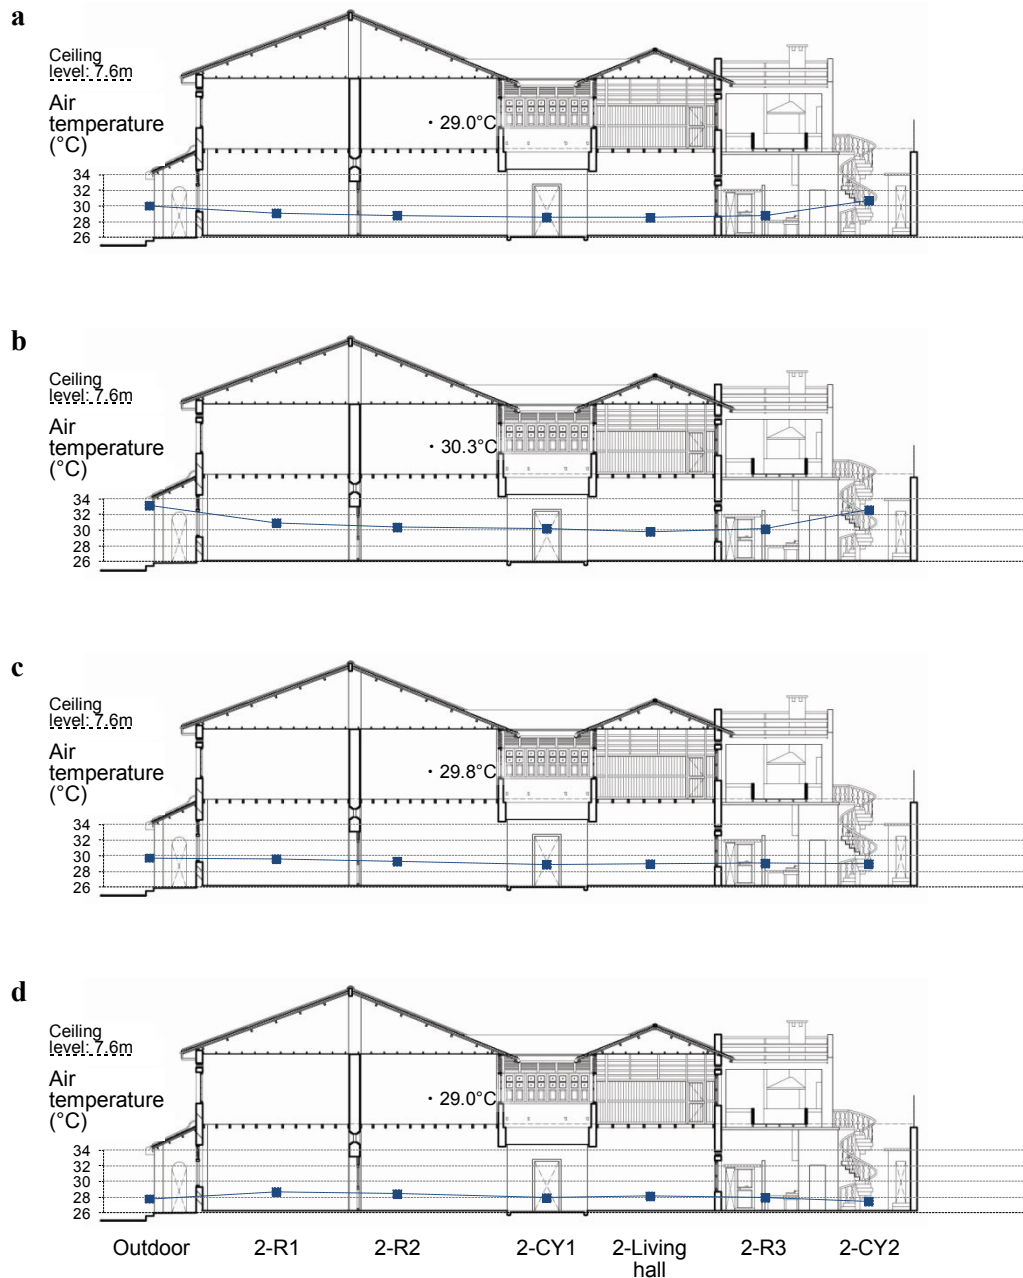 a
Ceiling
level: 7.6m
Air
temperature
(°C)
· 29.0°C
34
32
30
28
26
b
Ceiling
level: 7.6m
Air
temperature
(°C)
· 30.3°C
34
32
30
28
26
c
Ceiling
level: 7.6m
Air
temperature
(°C)
· 29.8°C
34
32
30
28
26
d
Ceiling
level: 7.6m
Air
temperature
(°C)
· 29.0°C
34
32
30
28
26
Outdoor 2-R1 2-R2 2-CY1 2-Living 2-R3 2-CY2
hall